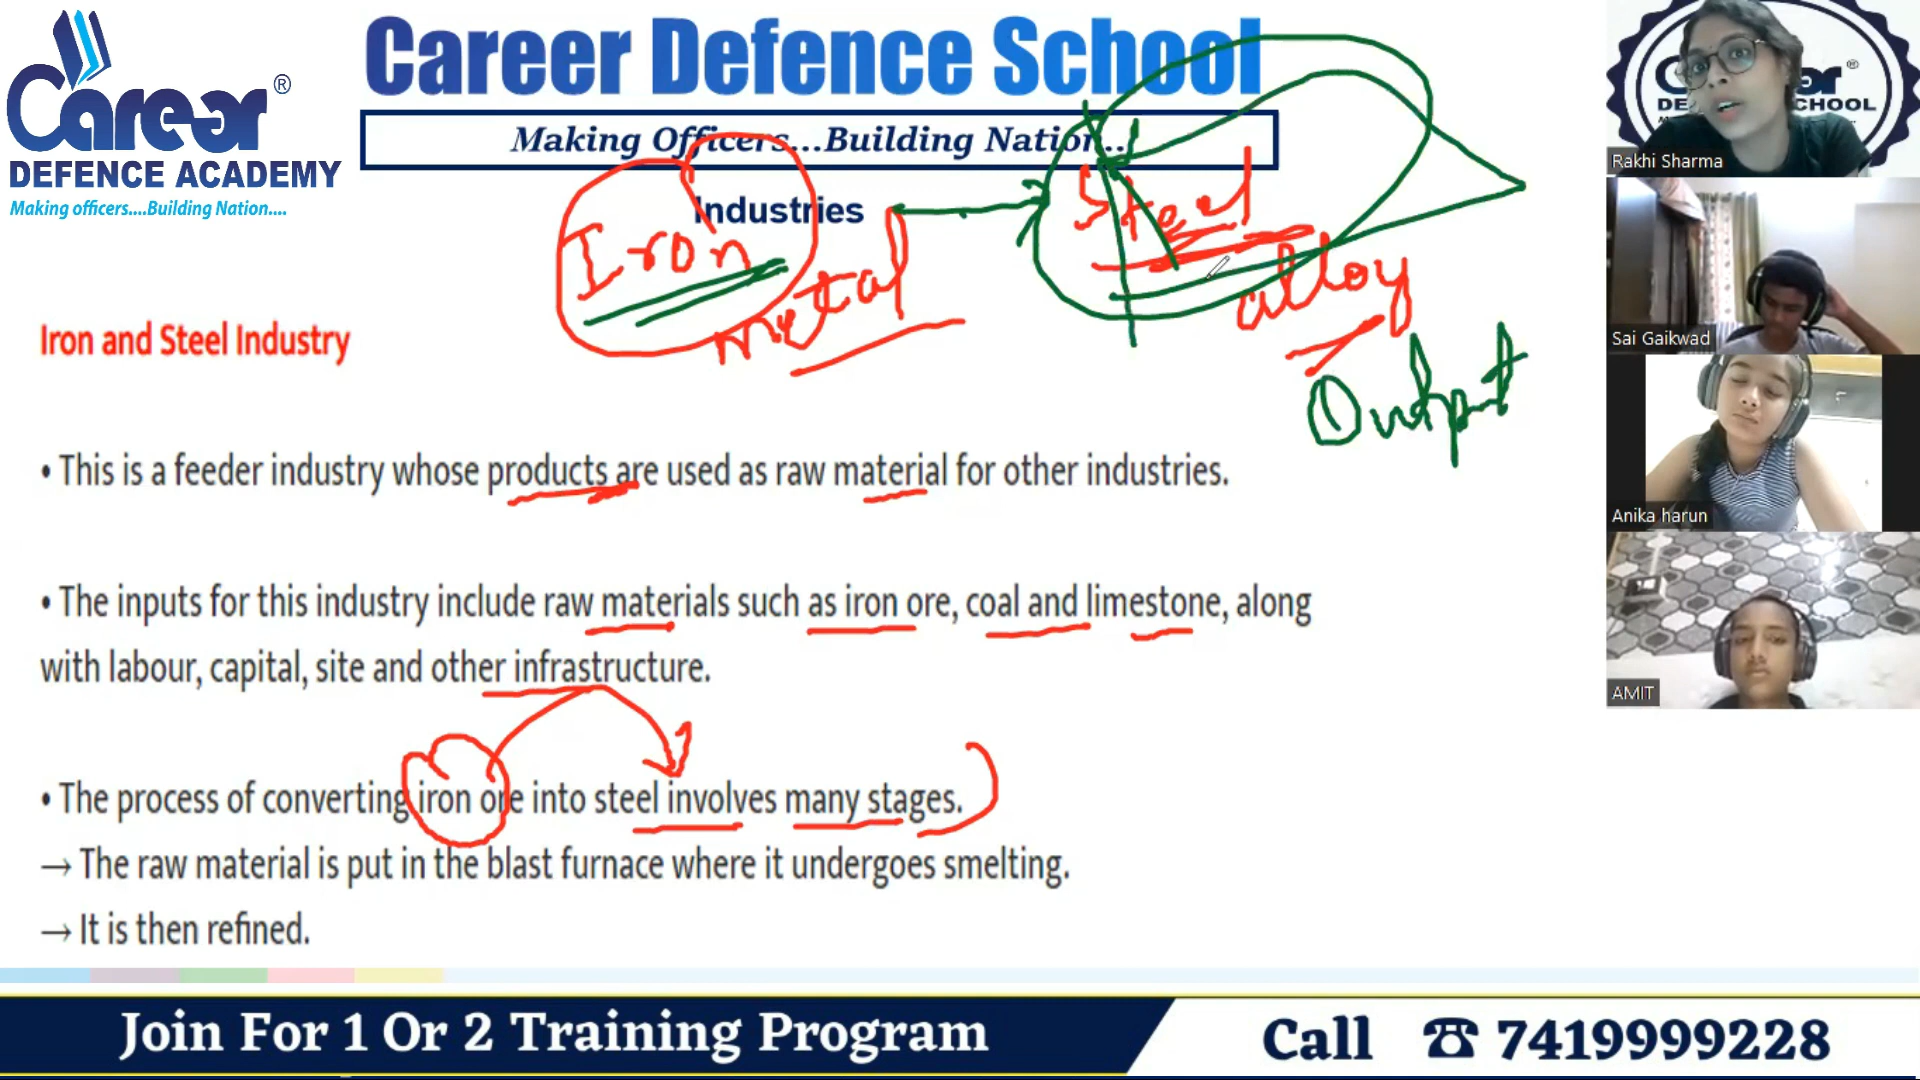 Carear ®
DEFENCE ACADEMY
Making officers....Building Nation....
Career Defence School
Making Officers...Building Nation...
Industries
Iron
metal
Steel
alloy
Output
Iron and Steel Industry
• This is a feeder industry whose products are used as raw material for other industries.
• The inputs for this industry include raw materials such as iron ore, coal and limestone, along
with labour, capital, site and other infrastructure.
• The process of converting iron ore into steel involves many stages.
→ The raw material is put in the blast furnace where it undergoes smelting.
→ It is then refined.
Rakhi Sharma
Sai Gaikwad
Anika harun
AMIT
Join For 1 Or 2 Training Program
Call ☎ 7419999228